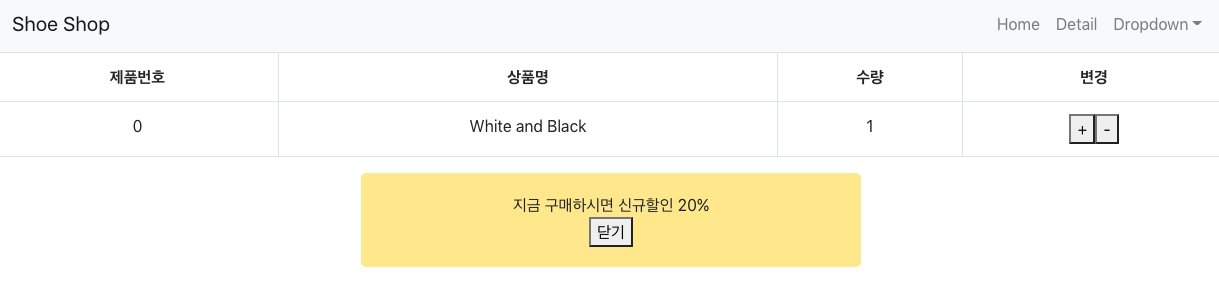 Shoe Shop Home Detail Dropdown
제품번호 상품명 수량 변경
0 White and Black 1 + -
지금 구매하시면 신규할인 20%
닫기